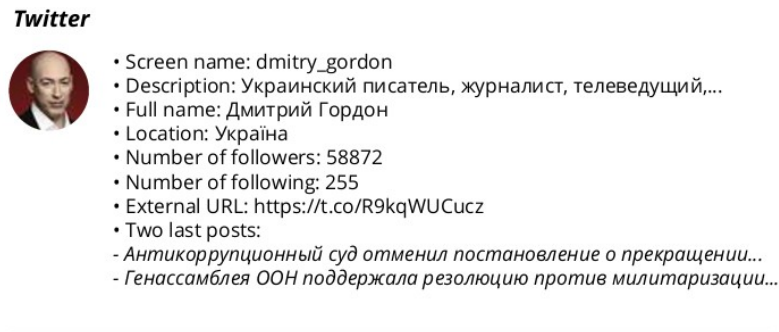 Twitter
• Screen name: dmitry_gordon
• Description: Украинский писатель, журналист, телеведущий,...
• Full name: Дмитрий Гордон
• Location: Україна
• Number of followers: 58872
• Number of following: 255
• External URL: https://t.co/R9kqWUCucz
• Two last posts:
- Антикоррупционный суд отменил постановление о прекращении...
- Генассамблея ООН поддержала резолюцию против милитаризации...